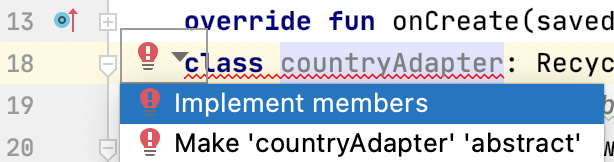 13 override fun onCreate(saved
18 class countryAdapter: Recyc
19 Implement members
20 Make 'countryAdapter' 'abstract'